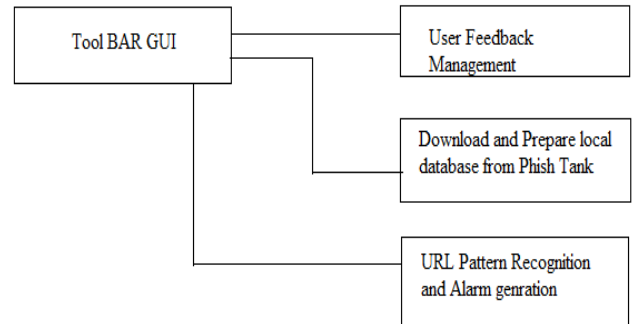 Tool BAR GUI
User Feedback
Management
Download and Prepare local
database from Phish Tank
URL Pattern Recognition
and Alarm genration